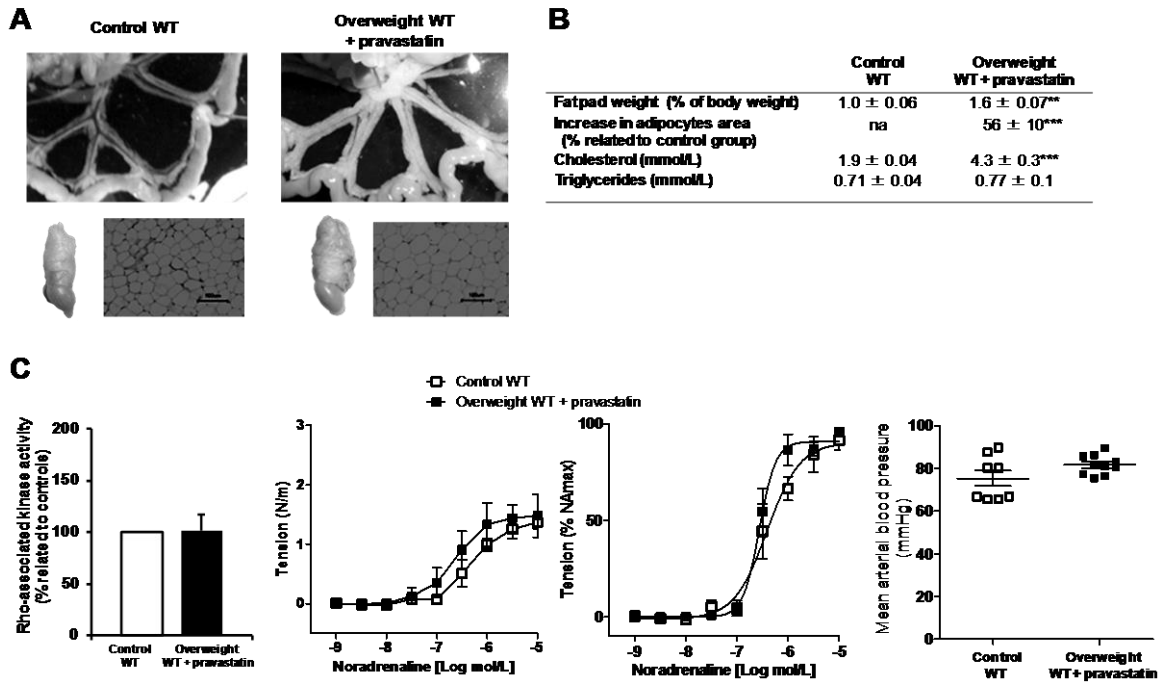 A
Control WT
Overweight WT
+ pravastatin
B
Control
WT
Overweight
WT + pravastatin
Fat pad weight (% of body weight) 1.0 ± 0.06 1.6 ± 0.07**
Increase in adipocytes area
(% related to control group) na 56 ± 10***
Cholesterol (mmol/L) 1.9 ± 0.04 4.3 ± 0.3***
Triglycerides (mmol/L) 0.71 ± 0.04 0.77 ± 0.1
C
Control WT
Overweight WT + pravastatin
Rho-associated kinase activity
(% related to controls)
200
150
100
50
0
Control
WT
Overweight
WT + pravastatin
Tension (N/m)
3
2
1
0
-9 -8 -7 -6 -5
Noradrenaline [Log mol/L]
Tension (% NAmax)
100
50
0
-9 -8 -7 -6 -5
Noradrenaline [Log mol/L]
Mean arterial blood pressure
(mmHg)
100
80
60
40
20
0
Control
WT
Overweight
WT + pravastatin